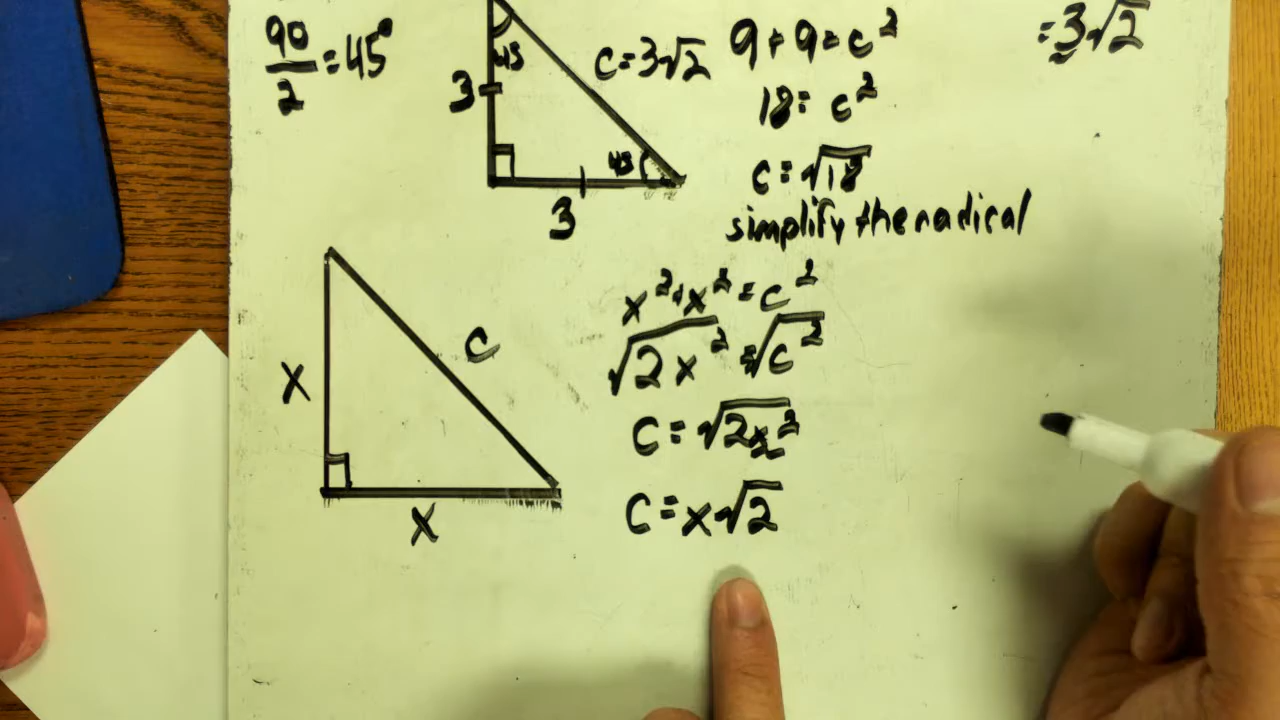 90/2 = 45°
45
3
c = 3√2
45
3
9 + 9 = c²
18 = c²
c = √18
simplify the radical
= 3√2
x
c
x
x² + x² = c²
√2x² = √c²
c = √2x²
c = x√2